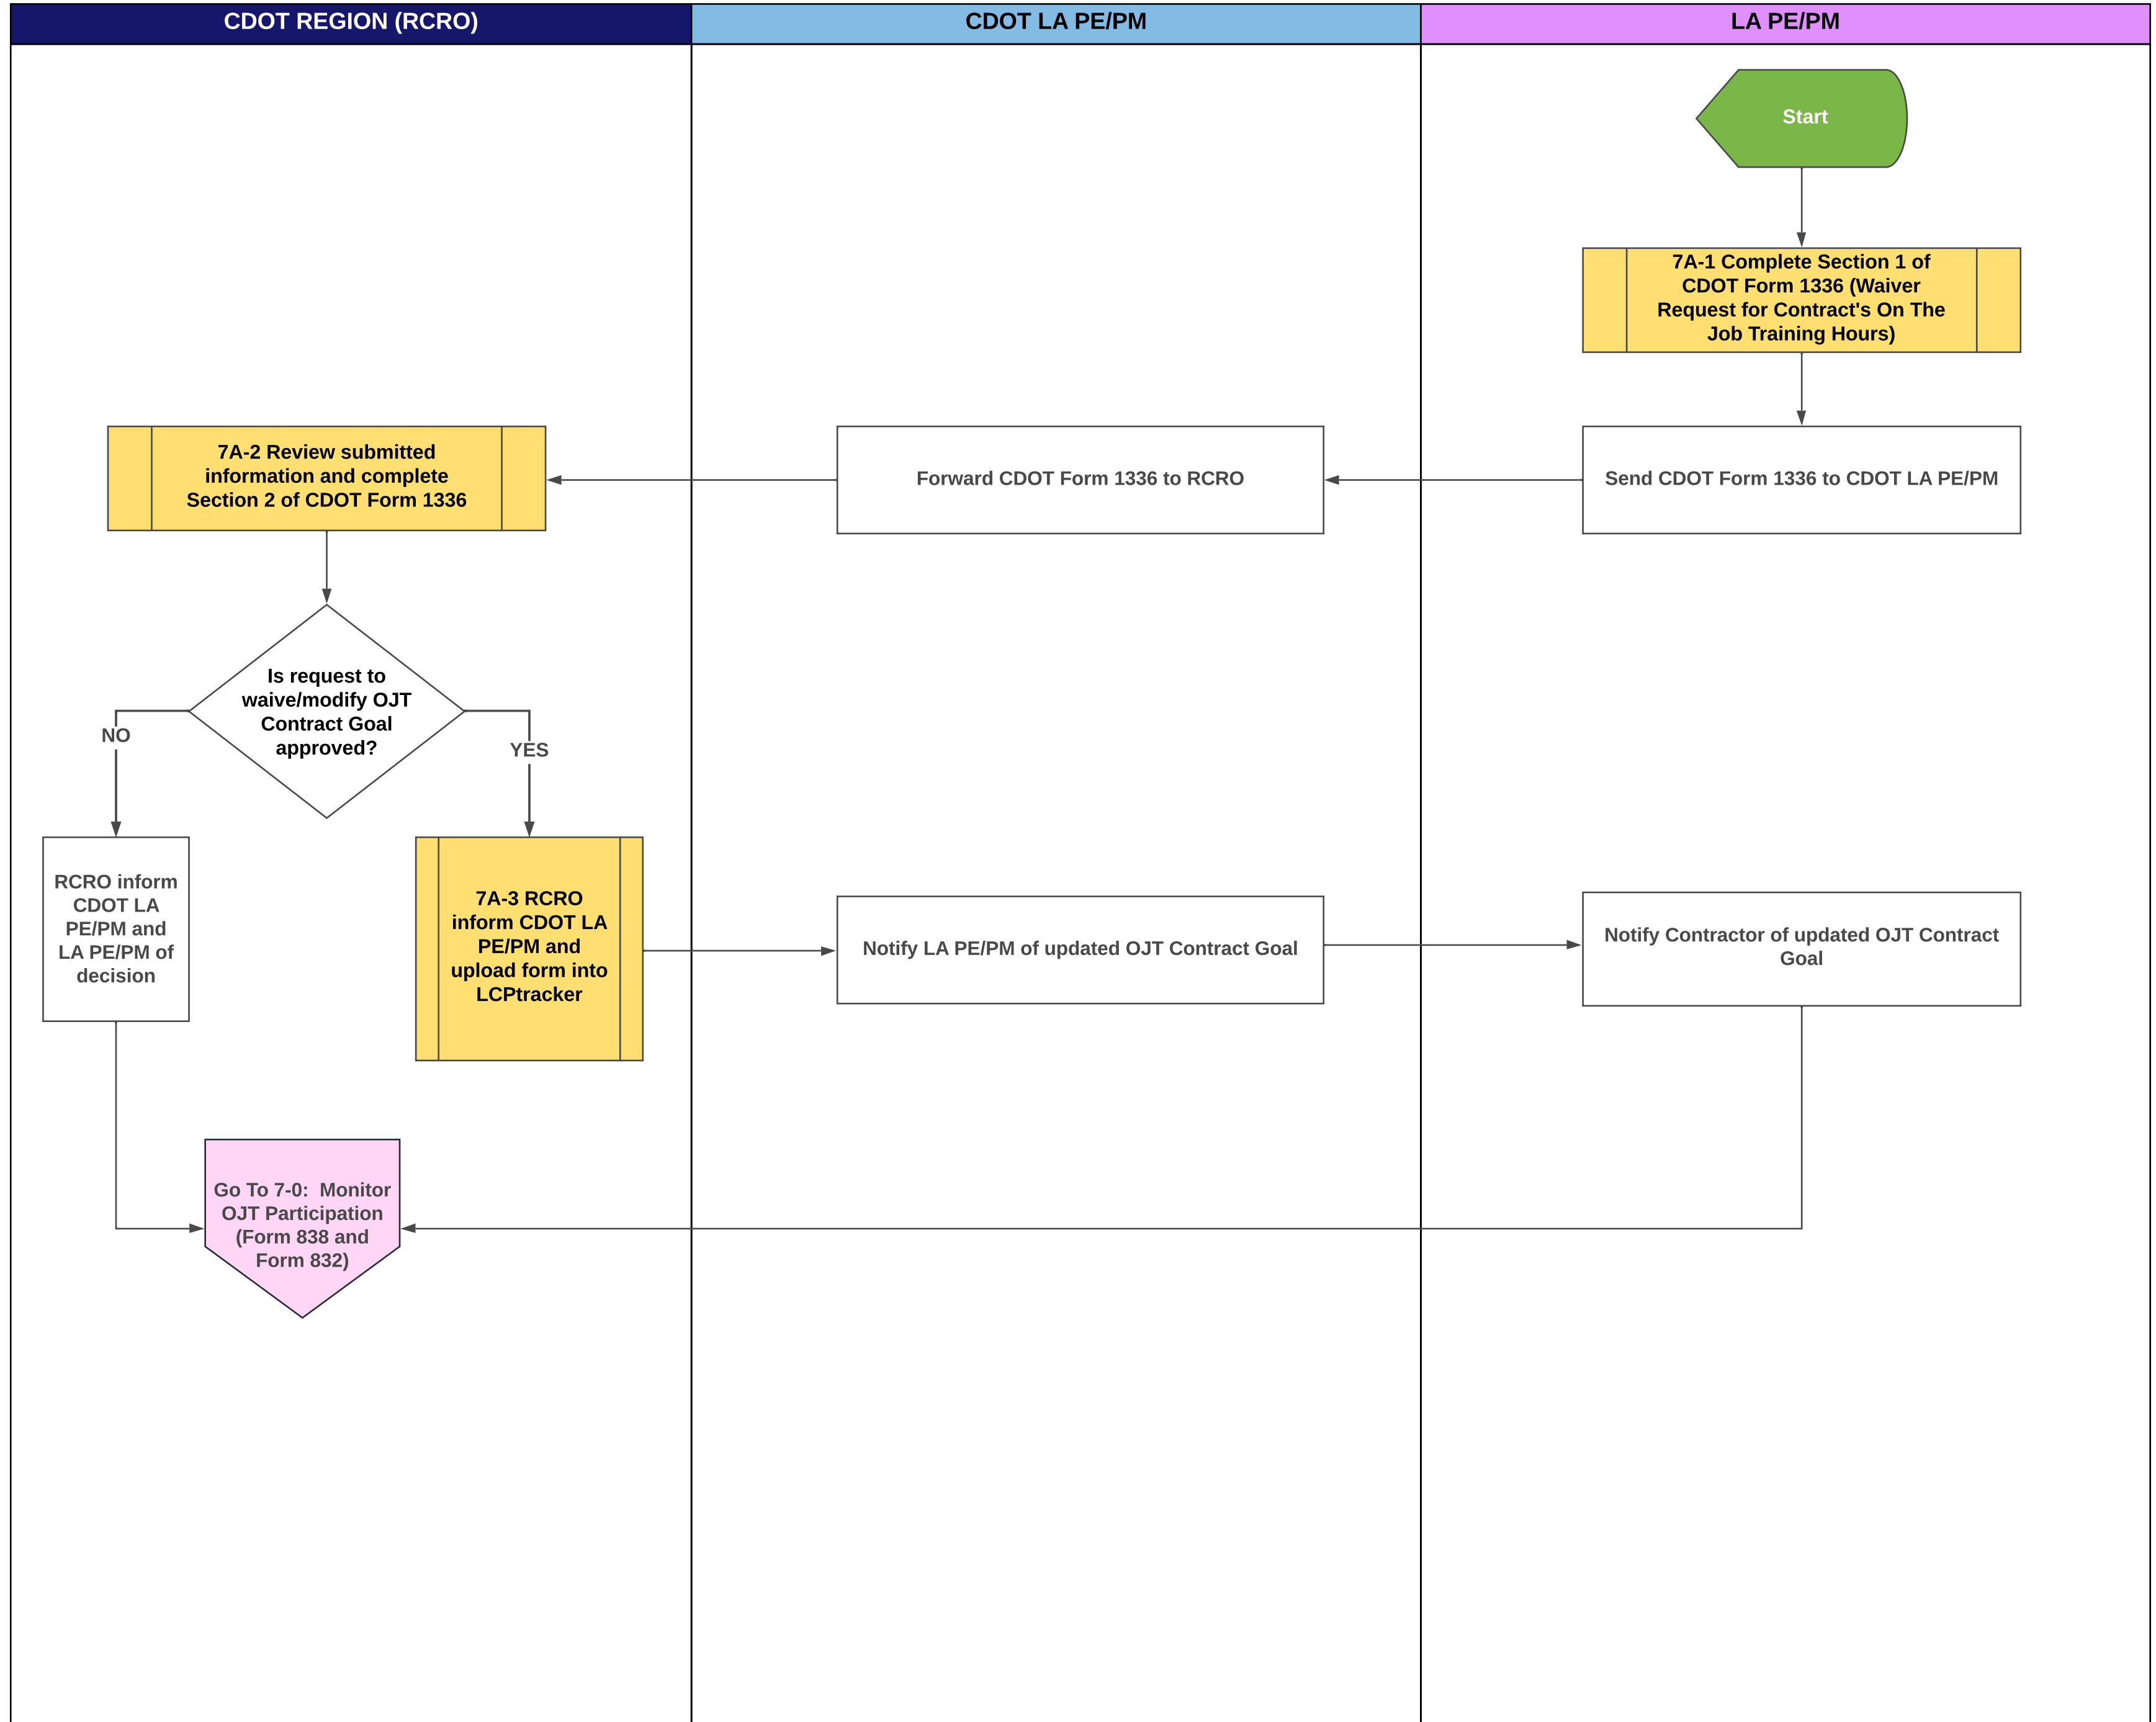 CDOT REGION (RCRO)
CDOT LA PE/PM
LA PE/PM
Start
7A-1 Complete Section 1 of
CDOT Form 1336 (Waiver
Request for Contract's On The
Job Training Hours)
Send CDOT Form 1336 to CDOT LA PE/PM
Forward CDOT Form 1336 to RCRO
7A-2 Review submitted
information and complete
Section 2 of CDOT Form 1336
Is request to
waive/modify OJT
Contract Goal
approved?
NO
YES
RCRO inform
CDOT LA
PE/PM and
LA PE/PM of
decision
7A-3 RCRO
inform CDOT LA
PE/PM and
upload form into
LCPtracker
Notify LA PE/PM of updated OJT Contract Goal
Notify Contractor of updated OJT Contract
Goal
Go To 7-0:  Monitor
OJT Participation
(Form 838 and
Form 832)